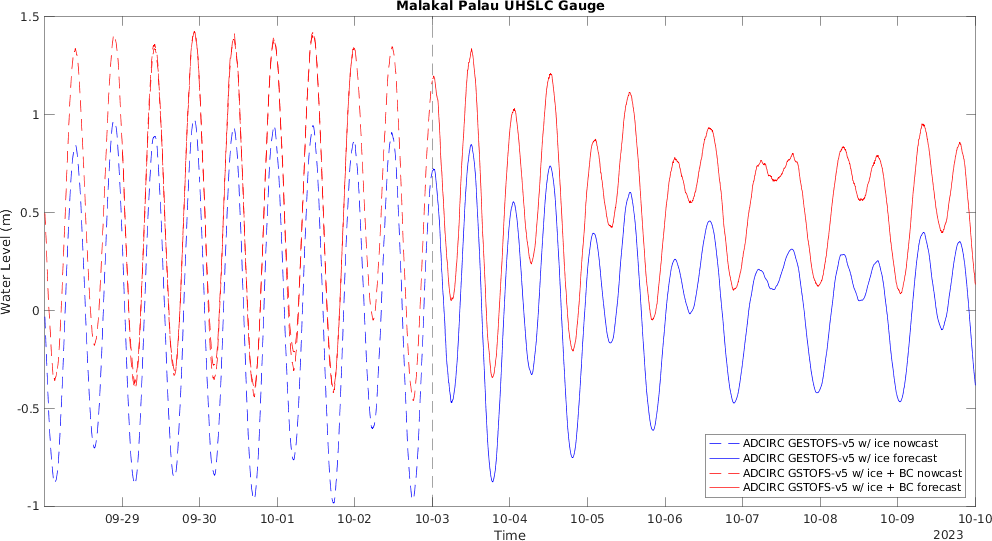 Malakal Palau UHSLC Gauge
Water Level (m)
1.5
1
0.5
0
-0.5
-1
09-29
09-30
10-01
10-02
10-03
10-04
10-05
10-06
10-07
10-08
10-09
10-10
Time
2023
ADCIRC GESTOFS-v5 w/ ice nowcast
ADCIRC GESTOFS-v5 w/ ice forecast
ADCIRC GSTOFS-v5 w/ ice + BC nowcast
ADCIRC GSTOFS-v5 w/ ice + BC forecast